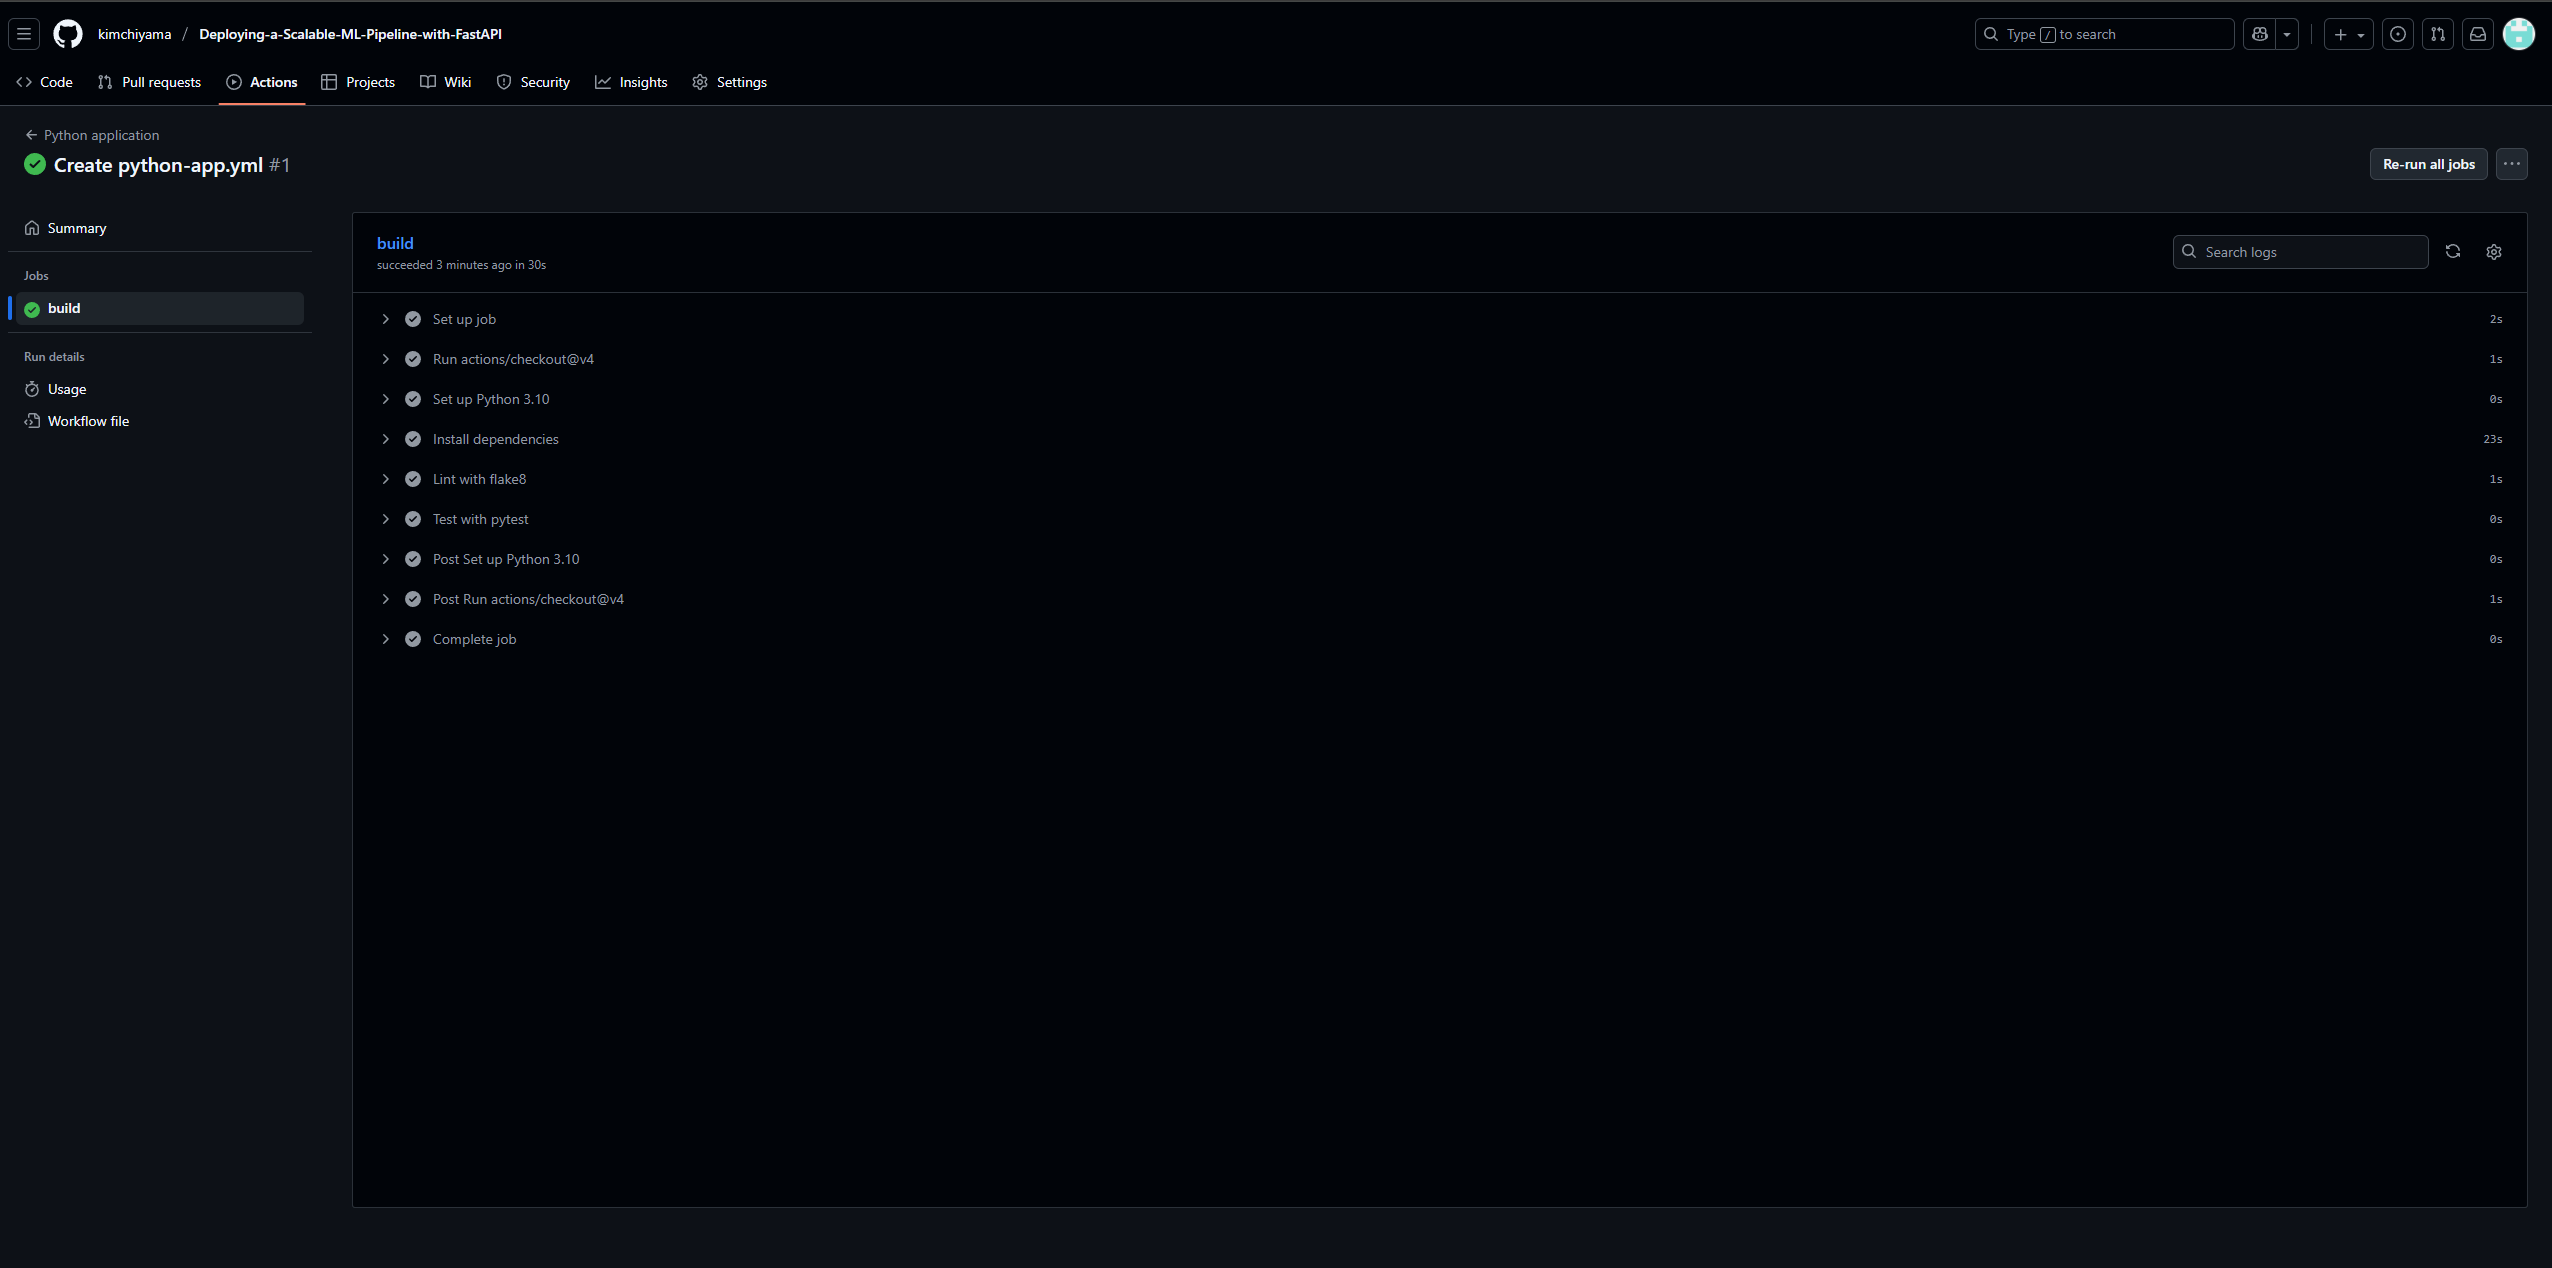 kimchiyama / Deploying-a-Scalable-ML-Pipeline-with-FastAPI
Type / to search
Code Pull requests Actions Projects Wiki Security Insights Settings
Python application
Create python-app.yml #1
Re-run all jobs
Summary
Jobs
build
Run details
Usage
Workflow file
build
succeeded 3 minutes ago in 30s
Search logs
Set up job 2s
Run actions/checkout@v4 1s
Set up Python 3.10 0s
Install dependencies 23s
Lint with flake8 1s
Test with pytest 0s
Post Set up Python 3.10 0s
Post Run actions/checkout@v4 1s
Complete job 0s